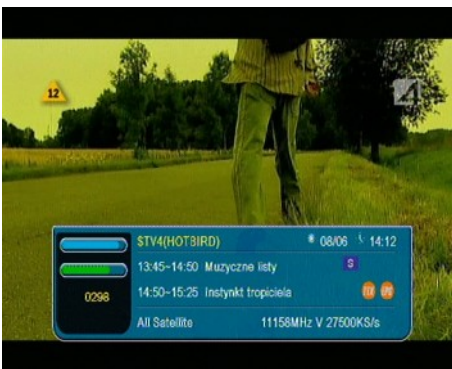 12
4
$TV4(HOTBIRD) 08/06 14:12
13:45-14:50 Muzyczne listy S
14:50-15:25 Instynkt tropiciela TXT EPG
0298
All Satellite 11158MHz V 27500KS/s